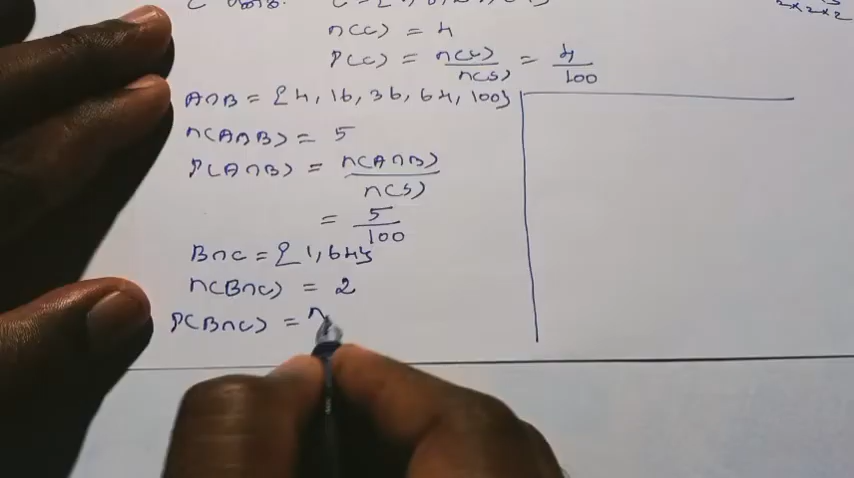 n(C) = 4
P(C) = n(C)/n(S) = 4/100
A∩B = {4, 16, 36, 64, 100}
n(A∩B) = 5
P(A∩B) = n(A∩B)/n(S)
= 5/100
B∩C = {1, 64}
n(B∩C) = 2
P(B∩C) = n